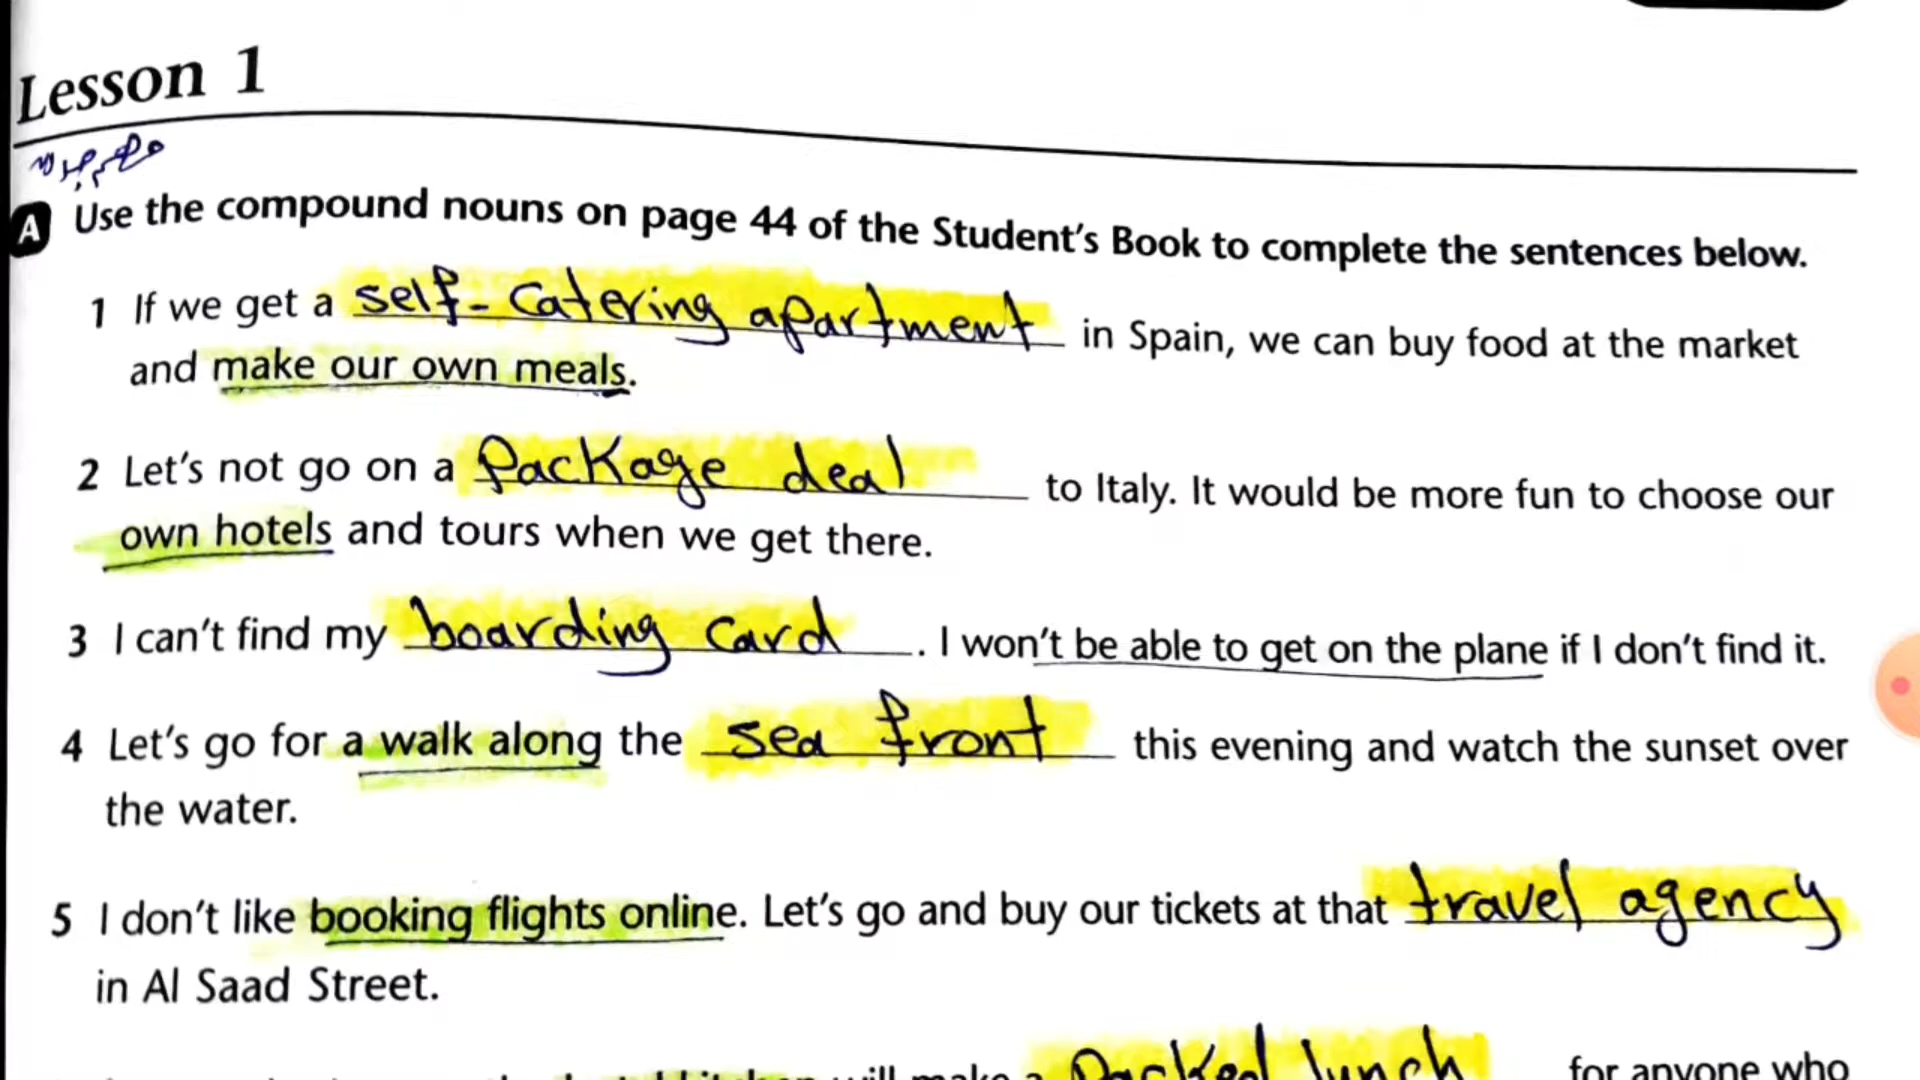 Lesson 1
A Use the compound nouns on page 44 of the Student's Book to complete the sentences below.
1 If we get a self-catering apartment in Spain, we can buy food at the market
and make our own meals.
2 Let's not go on a Package deal to Italy. It would be more fun to choose our
own hotels and tours when we get there.
3 I can't find my boarding card. I won't be able to get on the plane if I don't find it.
4 Let's go for a walk along the sea front this evening and watch the sunset over
the water.
5 I don't like booking flights online. Let's go and buy our tickets at that travel agency
in Al Saad Street.
will make a Packed lunch for anyone who